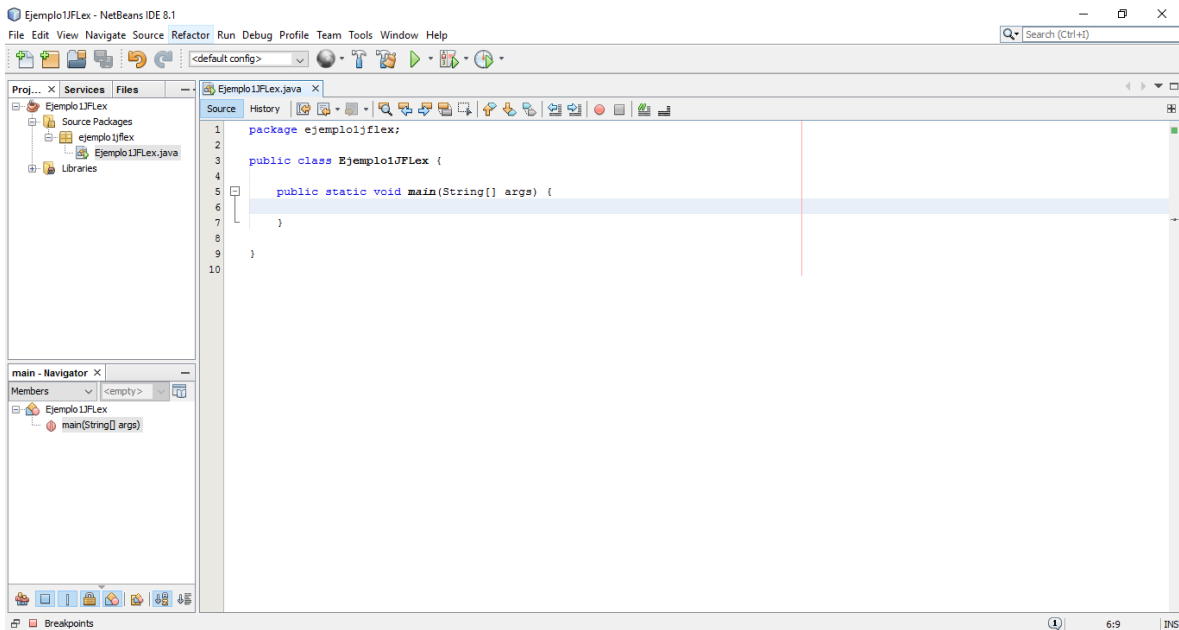 Ejemplo1JFLex - NetBeans IDE 8.1
File Edit View Navigate Source Refactor Run Debug Profile Team Tools Window Help
Search (Ctrl+I)
<default config>
Proj... Services Files
Ejemplo1JFLex
Source Packages
ejemplo1jflex
Ejemplo1JFLex.java
Libraries
Ejemplo1JFLex.java
Source History
1 package ejemplo1jflex;
2
3 public class Ejemplo1JFLex {
4
5 public static void main(String[] args) {
6
7 }
8
9 }
10
main - Navigator
Members <empty>
Ejemplo1JFLex
main(String[] args)
Breakpoints
1 6:9 INS